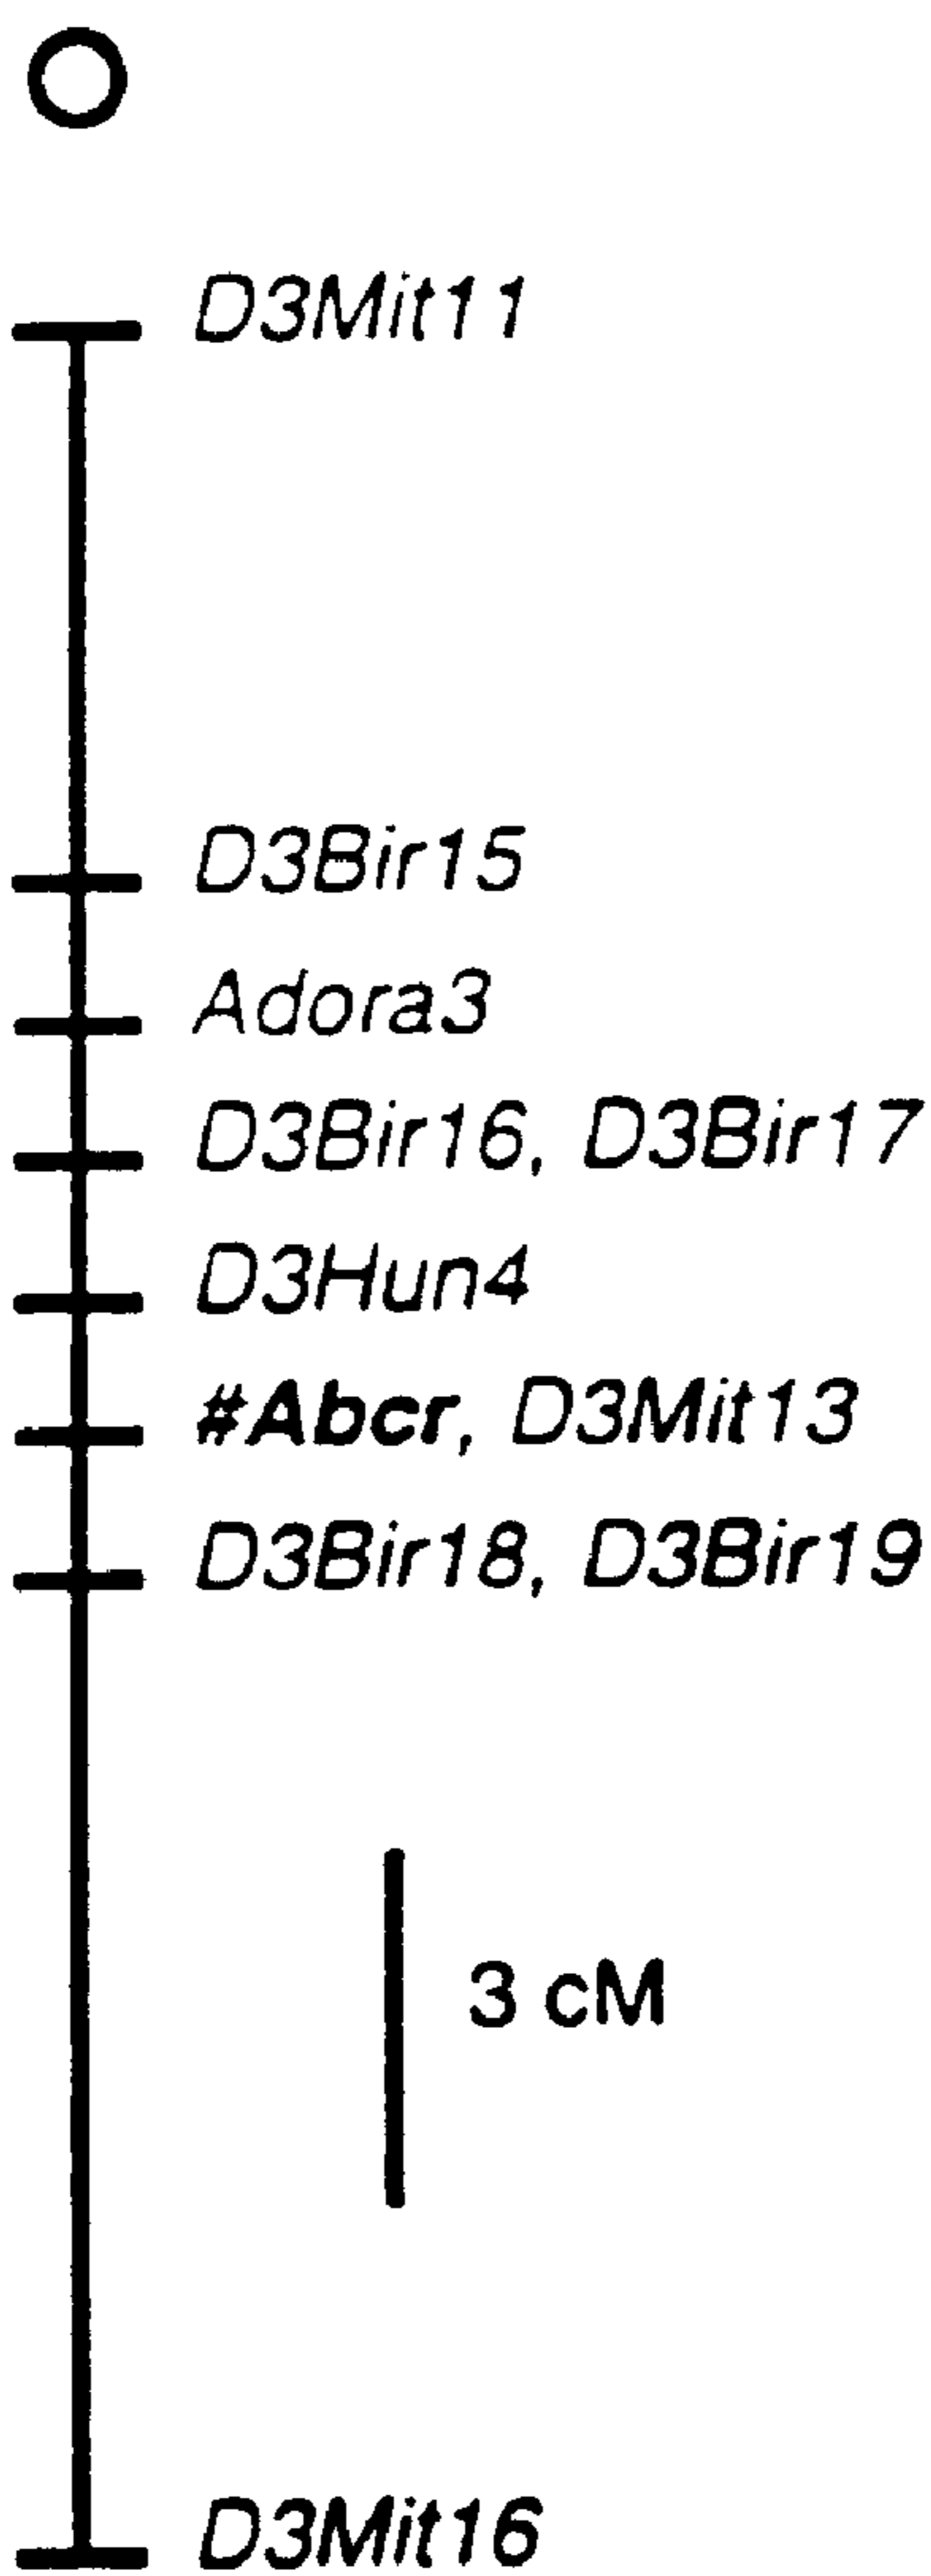 D3Mit11
D3Bir15
Adora3
D3Bir16, D3Bir17
D3Hun4
#Abcr, D3Mit13
D3Bir18, D3Bir19
3 cM
D3Mit16